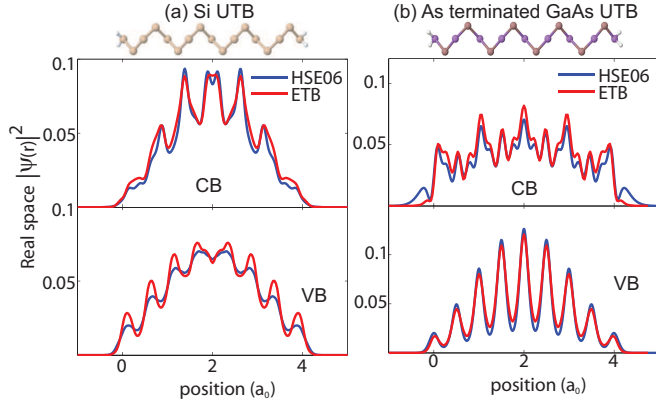 (a) Si UTB
(b) As terminated GaAs UTB
Real space |Ψ(r)|²
0.1
0.05
HSE06
ETB
CB
0.1
0.05
VB
0
2
4
position (a₀)
0.1
0.05
HSE06
ETB
CB
0.1
0.05
VB
0
2
4
position (a₀)